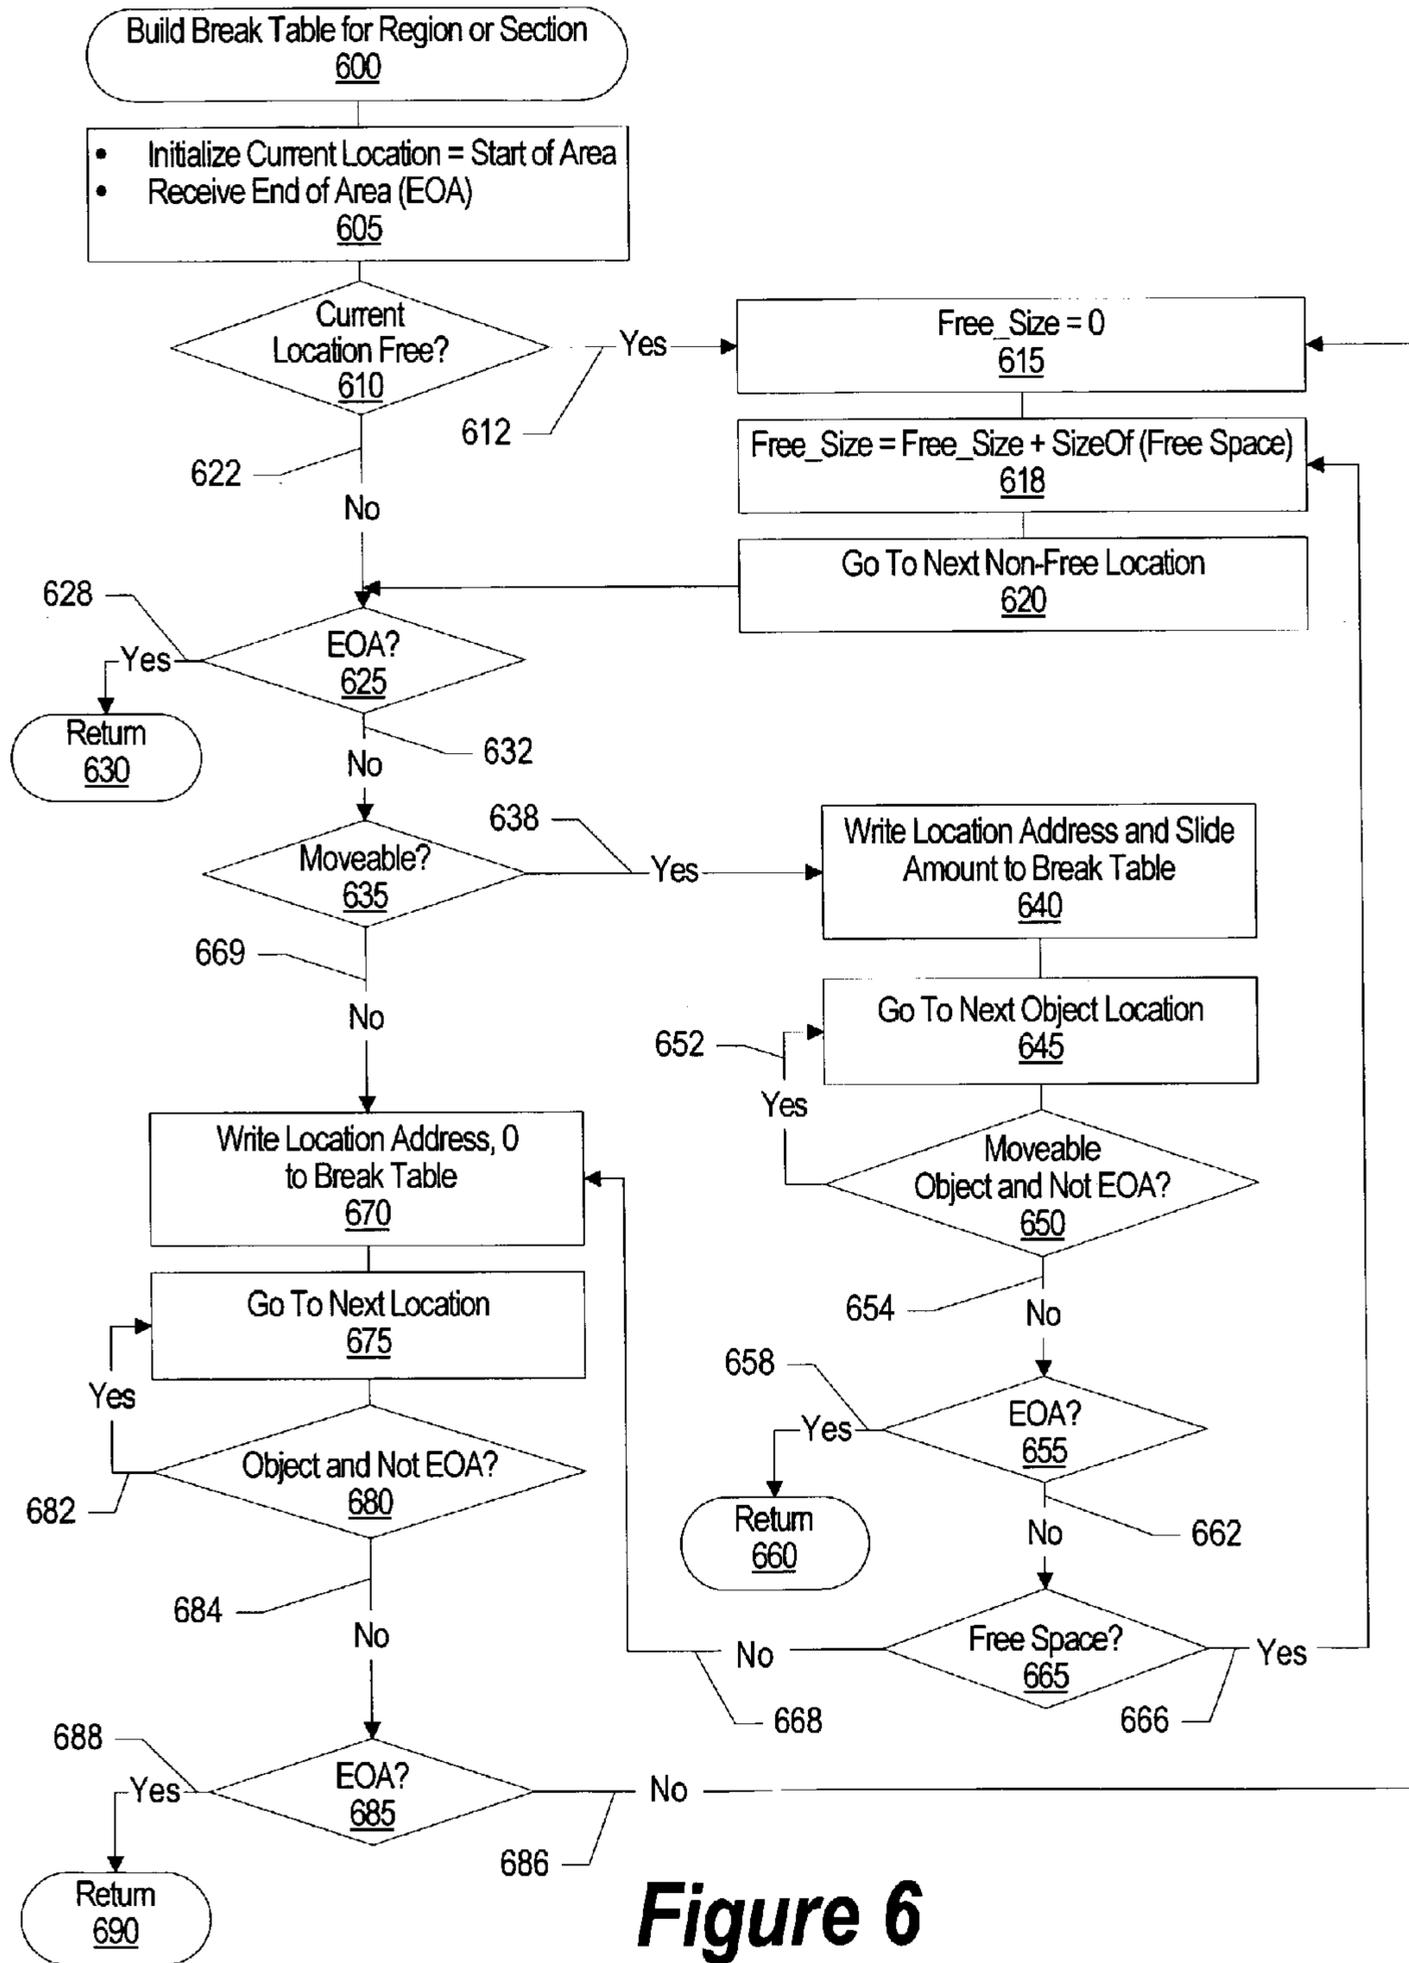 Build Break Table for Region or Section
600
• Initialize Current Location = Start of Area
• Receive End of Area (EOA)
605
Current
Location Free?
610
Yes
612
Free_Size = 0
615
622
No
Free_Size = Free_Size + SizeOf (Free Space)
618
Go To Next Non-Free Location
620
628
EOA?
625
Yes
Return
630
632
No
638
Moveable?
635
Yes
Write Location Address and Slide
Amount to Break Table
640
669
No
Go To Next Object Location
645
652
Yes
Moveable
Object and Not EOA?
650
Write Location Address, 0
to Break Table
670
Go To Next Location
675
Yes
654
No
658
EOA?
655
Yes
Object and Not EOA?
680
682
Return
660
662
No
684
No
Free Space?
665
No
Yes
668
666
688
EOA?
685
Yes
No
686
Return
690
Figure 6